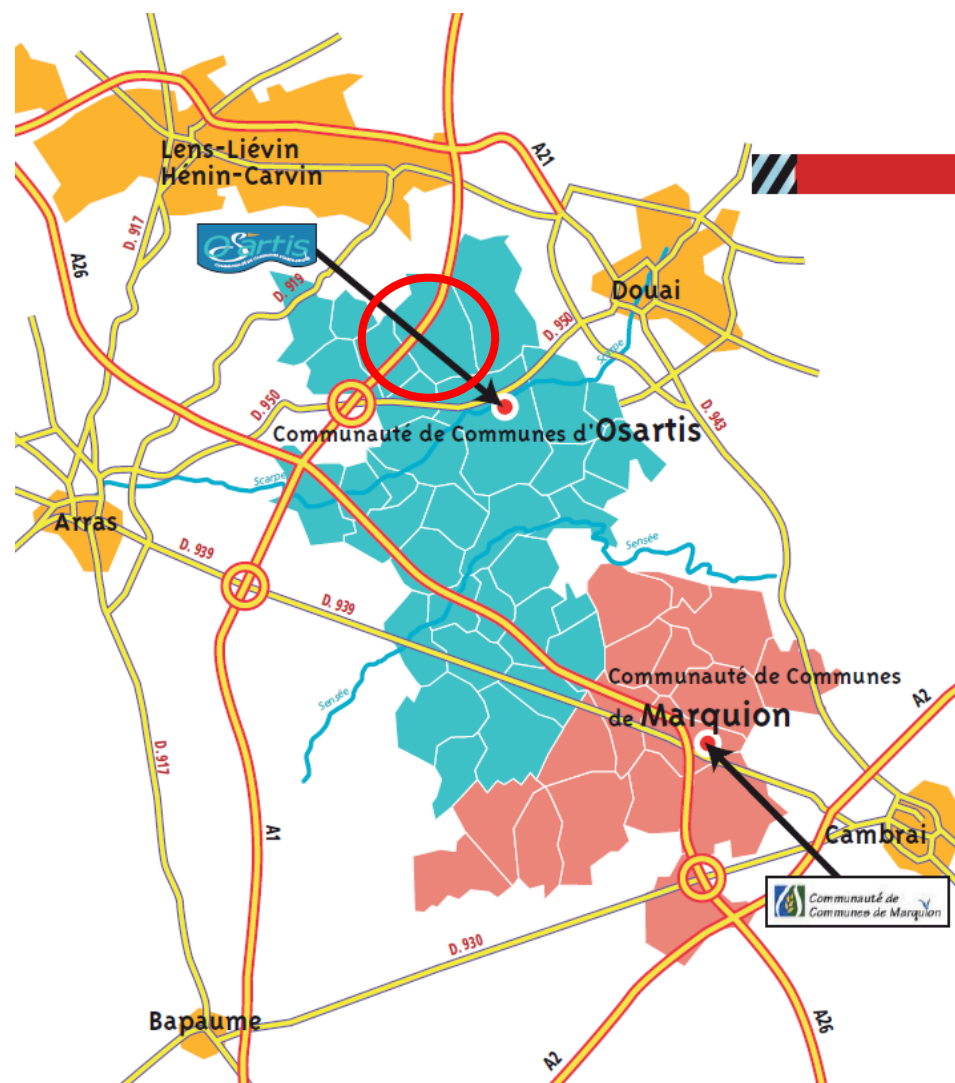 Lens-Liévin
Hénin-Carvin
A21
D. 917
A26
Osartis
D. 919
Douai
D. 950
Scarpe
D. 950
D. 943
Communauté de Communes d'Osartis
Scarpe
Arras
D. 939
Sensée
D. 939
Communauté de Communes
de Marquion
Sensée
A2
D. 917
A1
Cambrai
Communauté de
Communes de Marquion
D. 930
Bapaume
A2
A26